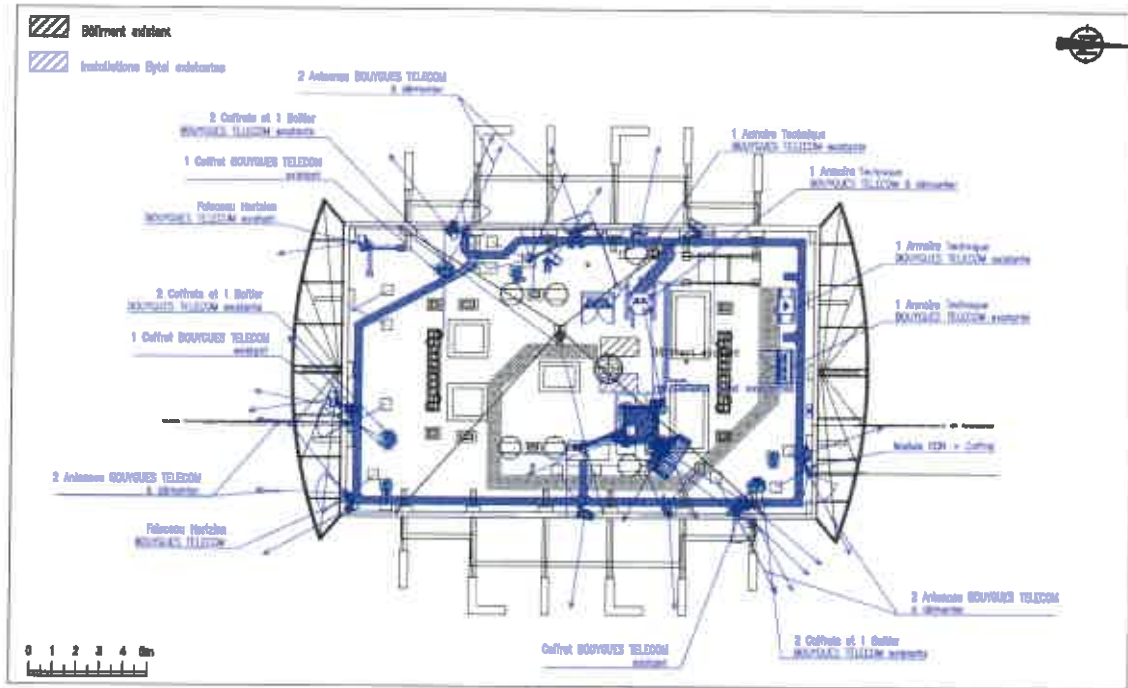 Bâtiment existant
Installations Bytel existantes
2 Antennes BOUYGUES TELECOM
à démonter
2 Coffrets et 1 Boîtier
BOUYGUES TELECOM existants
1 Coffret BOUYGUES TELECOM
existant
1 Armoire Technique
BOUYGUES TELECOM existante
1 Armoire Technique
BOUYGUES TELECOM à démonter
Faisceau Hertzien
BOUYGUES TELECOM existant
1 Armoire Technique
BOUYGUES TELECOM existante
2 Coffrets et 1 Boîtier
BOUYGUES TELECOM existants
1 Armoire Technique
BOUYGUES TELECOM existante
1 Coffret BOUYGUES TELECOM
existant
2 Antennes BOUYGUES TELECOM
à démonter
Faisceau Hertzien
BOUYGUES TELECOM
2 Antennes BOUYGUES TELECOM
à démonter
Coffret BOUYGUES TELECOM
existant
2 Coffrets et 1 Boîtier
BOUYGUES TELECOM existants
0 1 2 3 4 5m